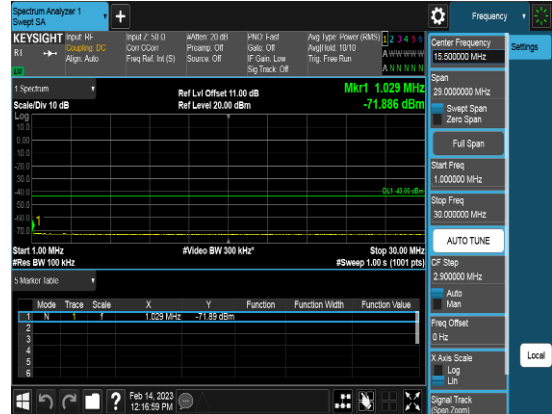 Spectrum Analyzer 1
Swept SA
Frequency
KEYSIGHT
R L
LV
Input: RF
Coupling: DC
Align: Auto
Input Z: 50 Ω
Corr CCorr
Freq Ref: Int (S)
#Atten: 20 dB
Preamp: Off
Source: Off
PNO: Fast
Gate: Off
IF Gain: Low
Sig Track: Off
Avg Type: Power (RMS)
Avg|Hold: 10/10
Trig: Free Run
1 2 3 4 5 6
A W W W W W
A N N N N N
Center Frequency
15.500000 MHz
Settings
1 Spectrum
Scale/Div 10 dB
Ref Lvl Offset 11.00 dB
Ref Level 20.00 dBm
Mkr1 1.029 MHz
-71.886 dBm
Span
29.0000000 MHz
Swept Span
Zero Span
Full Span
Start Freq
1.000000 MHz
Stop Freq
30.000000 MHz
AUTO TUNE
CF Step
2.900000 MHz
Auto
Man
Freq Offset
0 Hz
X Axis Scale
Log
Lin
Signal Track
(Span Zoom)
Local
Log
10.0
0.00
-10.0
-20.0
-30.0
-40.0
-50.0
-60.0
-70.0
1
DL1 -43.00 dBm
Start 1.00 MHz
#Res BW 100 kHz
#Video BW 300 kHz*
Stop 30.00 MHz
#Sweep 1.00 s (1001 pts)
5 Marker Table
Mode Trace Scale X Y Function Function Width Function Value
1 N 1 f 1.029 MHz -71.89 dBm
2
3
4
5
6
Feb 14, 2023
12:16:59 PM